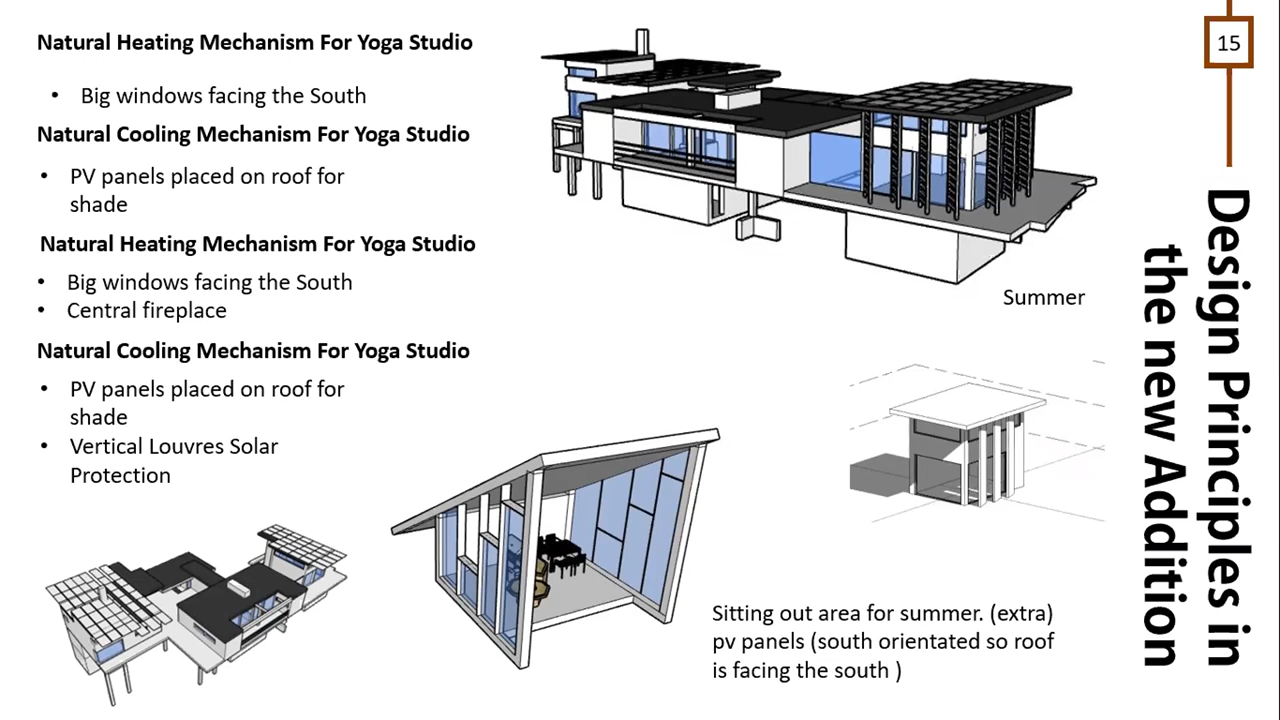 Natural Heating Mechanism For Yoga Studio
• Big windows facing the South
Natural Cooling Mechanism For Yoga Studio
• PV panels placed on roof for
shade
Natural Heating Mechanism For Yoga Studio
• Big windows facing the South
• Central fireplace
Natural Cooling Mechanism For Yoga Studio
• PV panels placed on roof for
shade
• Vertical Louvres Solar
Protection
Summer
Sitting out area for summer. (extra)
pv panels (south orientated so roof
is facing the south )
15
Design Principles in
the new Addition